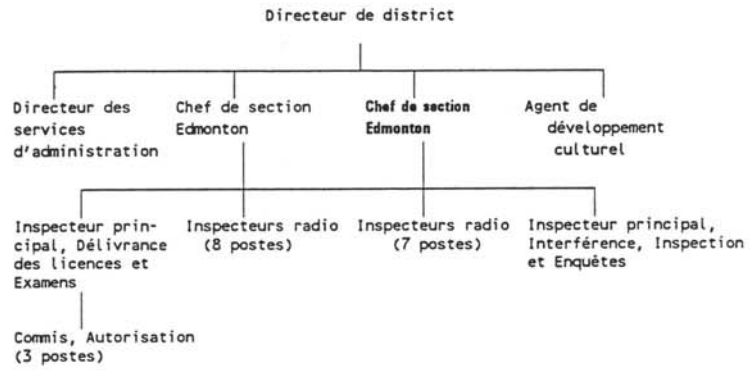 Directeur de district
Directeur des
services
d'administration
Chef de section
Edmonton
Chef de section
Edmonton
Agent de
développement
culturel
Inspecteur prin-
cipal, Délivrance
des licences et
Examens
Inspecteurs radio
(8 postes)
Inspecteurs radio
(7 postes)
Inspecteur principal,
Interférence, Inspection
et Enquêtes
Commis, Autorisation
(3 postes)